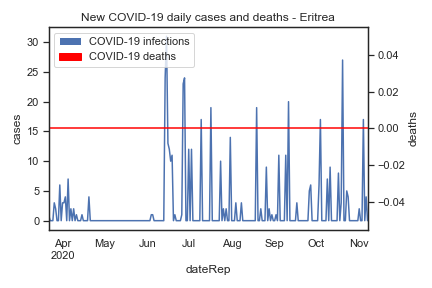 New COVID-19 daily cases and deaths - Eritrea
COVID-19 infections
COVID-19 deaths
30
25
20
15
10
5
0
cases
0.04
0.02
0.00
−0.02
−0.04
deaths
Apr
2020
May
Jun
Jul
Aug
Sep
Oct
Nov
dateRep